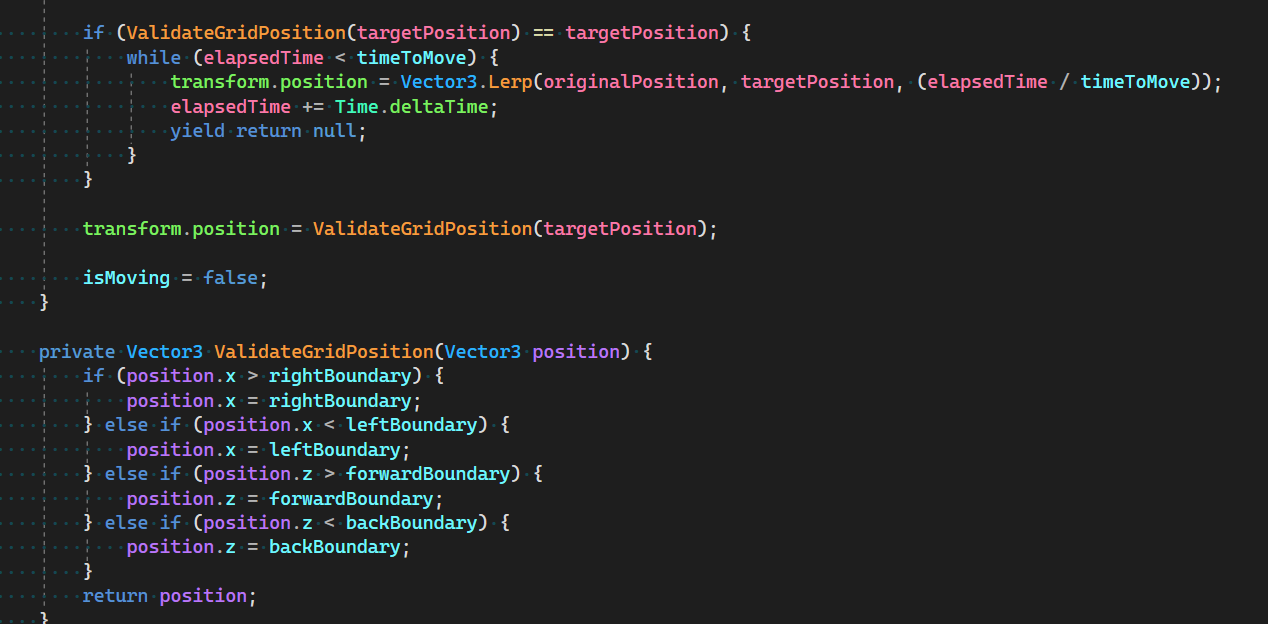 if (ValidateGridPosition(targetPosition) == targetPosition) {
while (elapsedTime < timeToMove) {
transform.position = Vector3.Lerp(originalPosition, targetPosition, (elapsedTime / timeToMove));
elapsedTime += Time.deltaTime;
yield return null;
}
}
transform.position = ValidateGridPosition(targetPosition);
isMoving = false;
}
private Vector3 ValidateGridPosition(Vector3 position) {
if (position.x > rightBoundary) {
position.x = rightBoundary;
} else if (position.x < leftBoundary) {
position.x = leftBoundary;
} else if (position.z > forwardBoundary) {
position.z = forwardBoundary;
} else if (position.z < backBoundary) {
position.z = backBoundary;
}
return position;
}